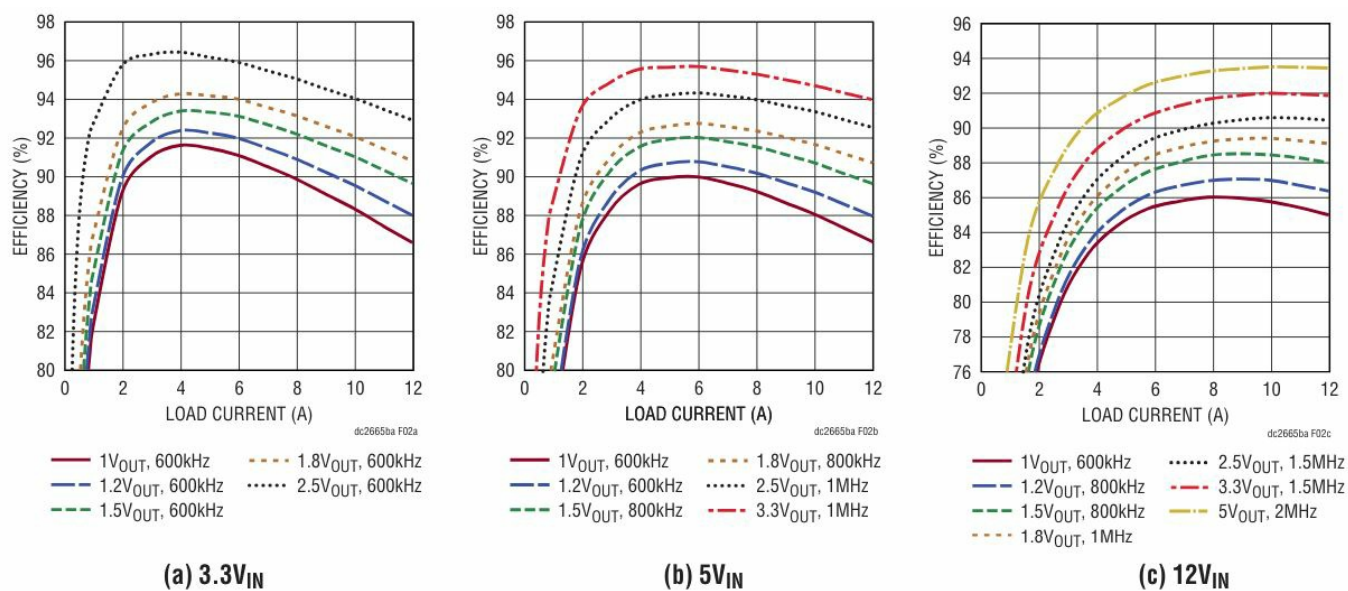 98
96
94
92
90
88
86
84
82
80
EFFICIENCY (%)
0 2 4 6 8 10 12
LOAD CURRENT (A)
dc2665ba F02a
1VOUT, 600kHz
1.2VOUT, 600kHz
1.5VOUT, 600kHz
1.8VOUT, 600kHz
2.5VOUT, 600kHz
(a) 3.3VIN
98
96
94
92
90
88
86
84
82
80
EFFICIENCY (%)
0 2 4 6 8 10 12
LOAD CURRENT (A)
dc2665ba F02b
1VOUT, 600kHz
1.2VOUT, 600kHz
1.5VOUT, 800kHz
1.8VOUT, 800kHz
2.5VOUT, 1MHz
3.3VOUT, 1MHz
(b) 5VIN
96
94
92
90
88
86
84
82
80
78
76
EFFICIENCY (%)
0 2 4 6 8 10 12
LOAD CURRENT (A)
dc2665ba F02c
1VOUT, 600kHz
1.2VOUT, 800kHz
1.5VOUT, 800kHz
1.8VOUT, 1MHz
2.5VOUT, 1.5MHz
3.3VOUT, 1.5MHz
5VOUT, 2MHz
(c) 12VIN